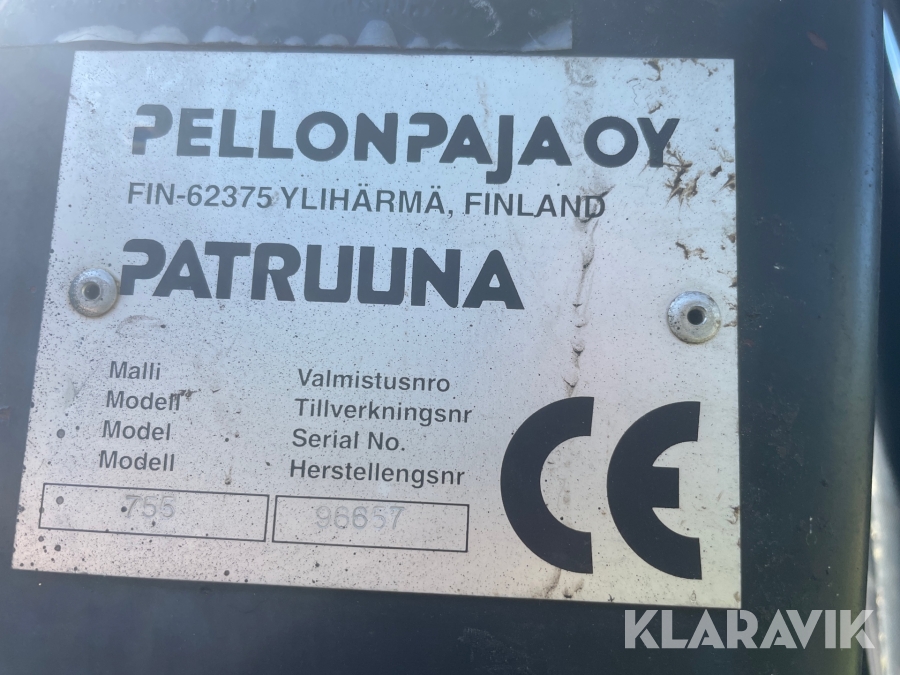 PELLONPAJA OY
FIN-62375 YLIHÄRMÄ, FINLAND
PATRUUNA
Malli
Modell
Model
Modell
Valmistusnro
Tillverkningsnr
Serial No.
Herstellengsnr
755
96657
CE
KLARAVIK